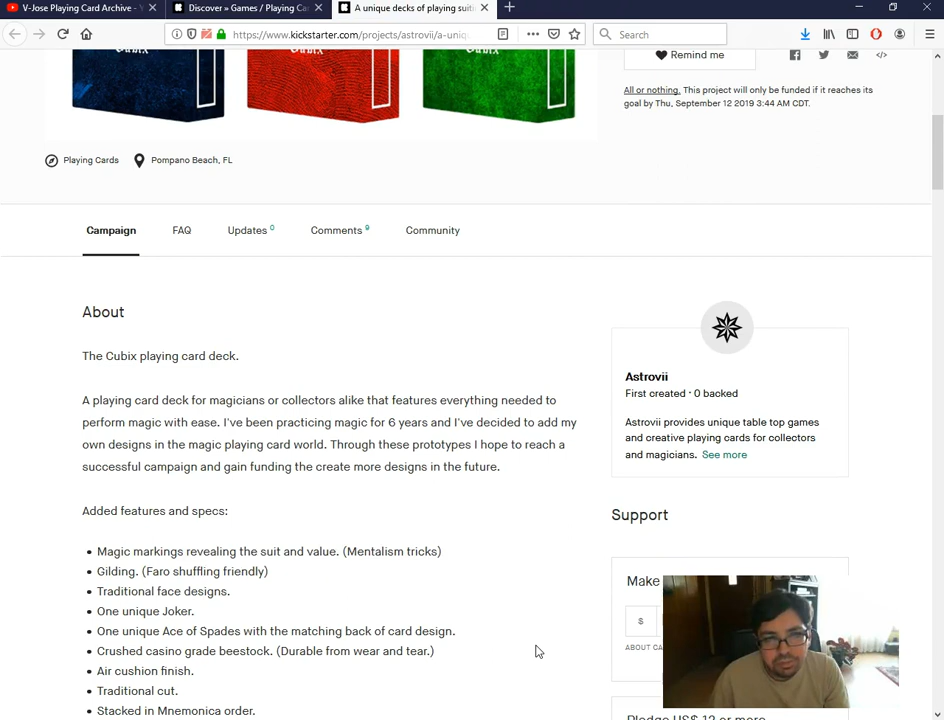 V-Jose Playing Card Archive -
Discover » Games / Playing Ca
A unique decks of playing suit
https://www.kickstarter.com/projects/astrovii/a-uniq
Search
Cubix
Cubix
Remind me
All or nothing. This project will only be funded if it reaches its
goal by Thu, September 12 2019 3:44 AM CDT.
Playing Cards
Pompano Beach, FL
Campaign
FAQ
Updates 0
Comments 9
Community
About
The Cubix playing card deck.
A playing card deck for magicians or collectors alike that features everything needed to
perform magic with ease. I've been practicing magic for 6 years and I've decided to add my
own designs in the magic playing card world. Through these prototypes I hope to reach a
successful campaign and gain funding the create more designs in the future.
Added features and specs:
• Magic markings revealing the suit and value. (Mentalism tricks)
• Gilding. (Faro shuffling friendly)
• Traditional face designs.
• One unique Joker.
• One unique Ace of Spades with the matching back of card design.
• Crushed casino grade beestock. (Durable from wear and tear.)
• Air cushion finish.
• Traditional cut.
• Stacked in Mnemonica order.
Astrovii
First created · 0 backed
Astrovii provides unique table top games
and creative playing cards for collectors
and magicians. See more
Support
Make
$
ABOUT CA
Pledge US$ 12 or more